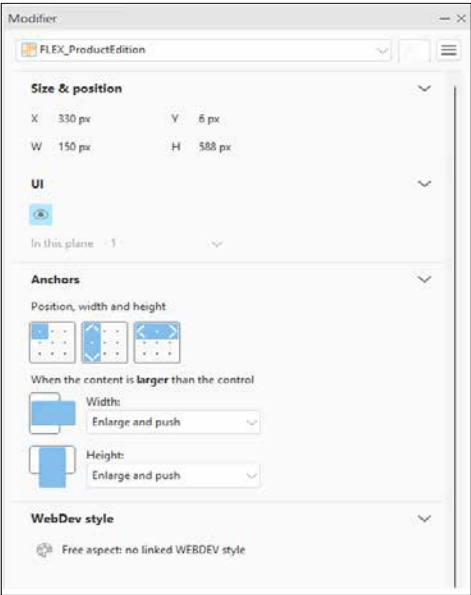 Modifier
FLEX_ProductEdition
Size & position
X 330 px Y 6 px
W 150 px H 588 px
UI
In this plane 1
Anchors
Position, width and height
When the content is larger than the control
Width:
Enlarge and push
Height:
Enlarge and push
WebDev style
Free aspect: no linked WEBDEV style